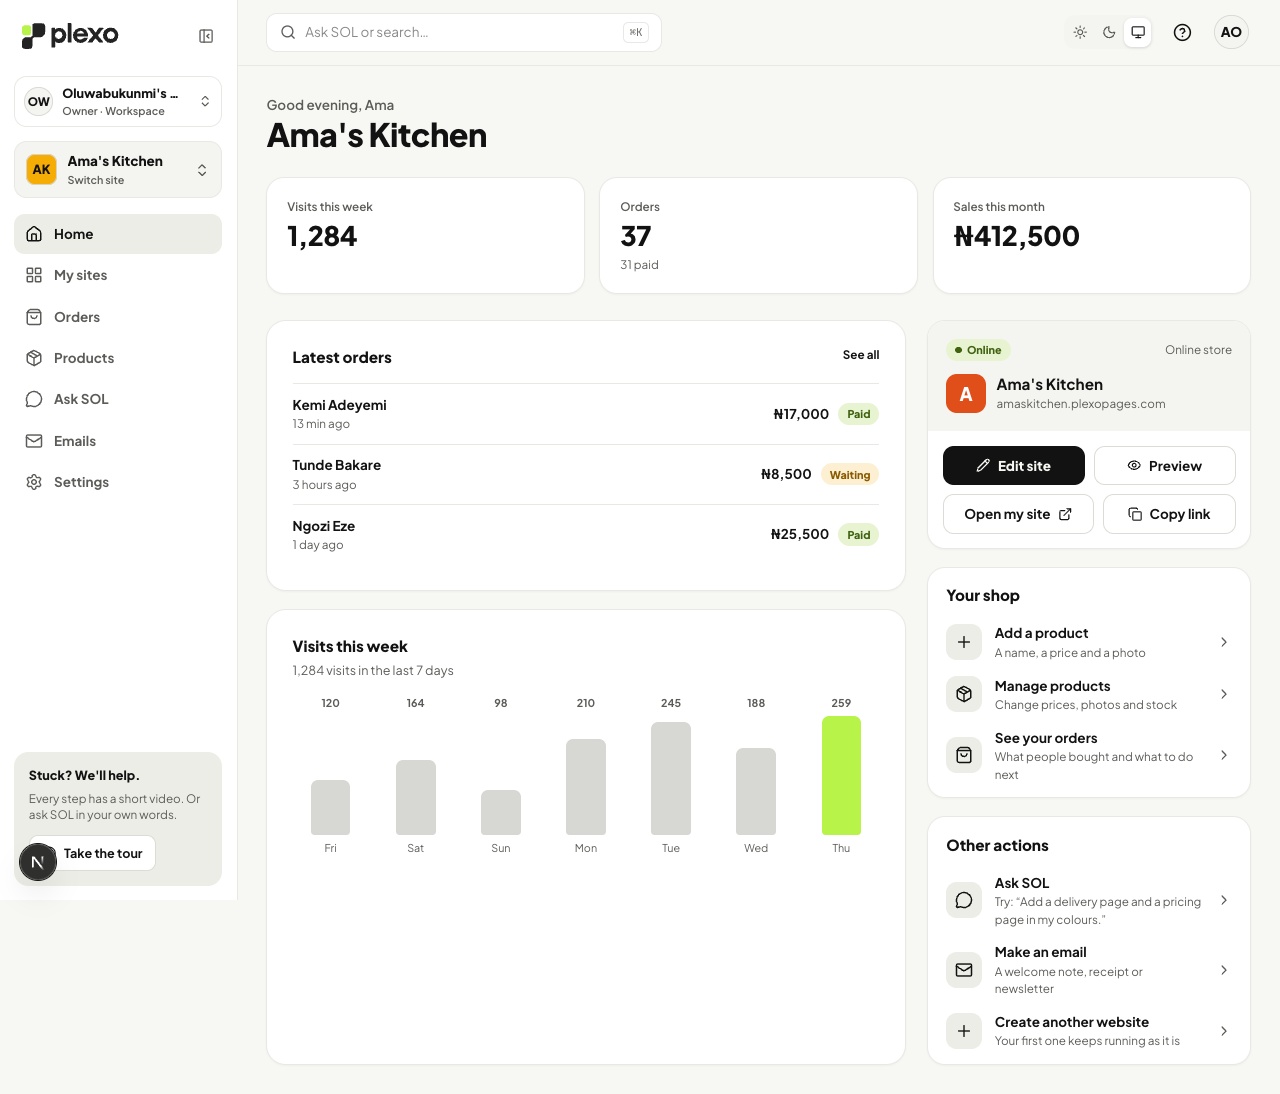 plexo
Ask SOL or search...
⌘K
AO
OW
Oluwabukunmi's ...
Owner · Workspace
AK
Ama's Kitchen
Switch site
Home
My sites
Orders
Products
Ask SOL
Emails
Settings
Stuck? We'll help.
Every step has a short video. Or
ask SOL in your own words.
Take the tour
N
Good evening, Ama
Ama's Kitchen
Visits this week
1,284
Orders
37
31 paid
Sales this month
₦412,500
Latest orders
See all
Kemi Adeyemi
13 min ago
₦17,000
Paid
Tunde Bakare
3 hours ago
₦8,500
Waiting
Ngozi Eze
1 day ago
₦25,500
Paid
Visits this week
1,284 visits in the last 7 days
120 164 98 210 245 188 259
Fri Sat Sun Mon Tue Wed Thu
Online
Online store
A
Ama's Kitchen
amaskitchen.plexopages.com
Edit site
Preview
Open my site
Copy link
Your shop
Add a product
A name, a price and a photo
Manage products
Change prices, photos and stock
See your orders
What people bought and what to do
next
Other actions
Ask SOL
Try: “Add a delivery page and a pricing
page in my colours.”
Make an email
A welcome note, receipt or
newsletter
Create another website
Your first one keeps running as it is